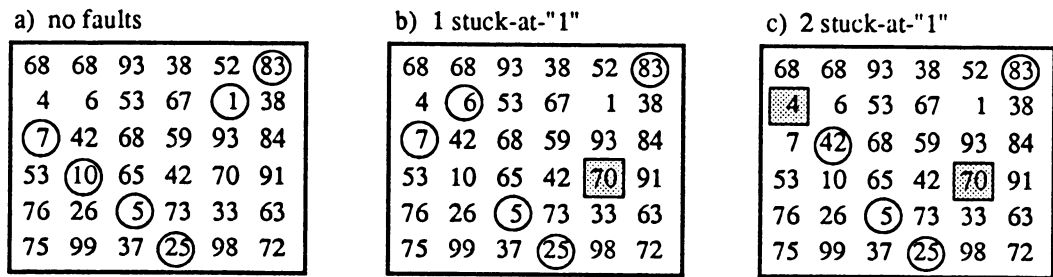 a) no faults
68 68 93 38 52 83
4 6 53 67 1 38
7 42 68 59 93 84
53 10 65 42 70 91
76 26 5 73 33 63
75 99 37 25 98 72
b) 1 stuck-at-"1"
68 68 93 38 52 83
4 6 53 67 1 38
7 42 68 59 93 84
53 10 65 42 70 91
76 26 5 73 33 63
75 99 37 25 98 72
c) 2 stuck-at-"1"
68 68 93 38 52 83
4 6 53 67 1 38
7 42 68 59 93 84
53 10 65 42 70 91
76 26 5 73 33 63
75 99 37 25 98 72